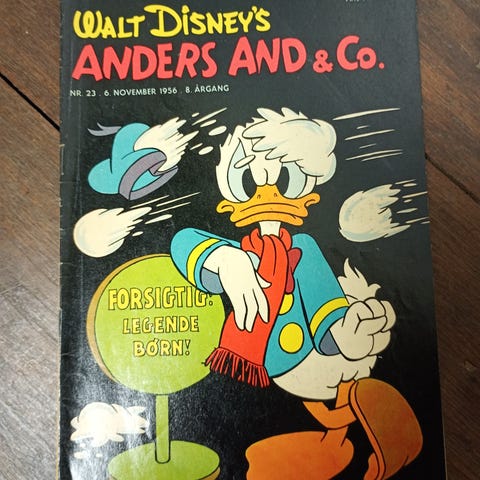 WALT DISNEY'S
ANDERS AND & Co.
NR. 23 . 6. NOVEMBER 1956 . 8. ÅRGANG
FORSIGTIG!
LEGENDE
BØRN!